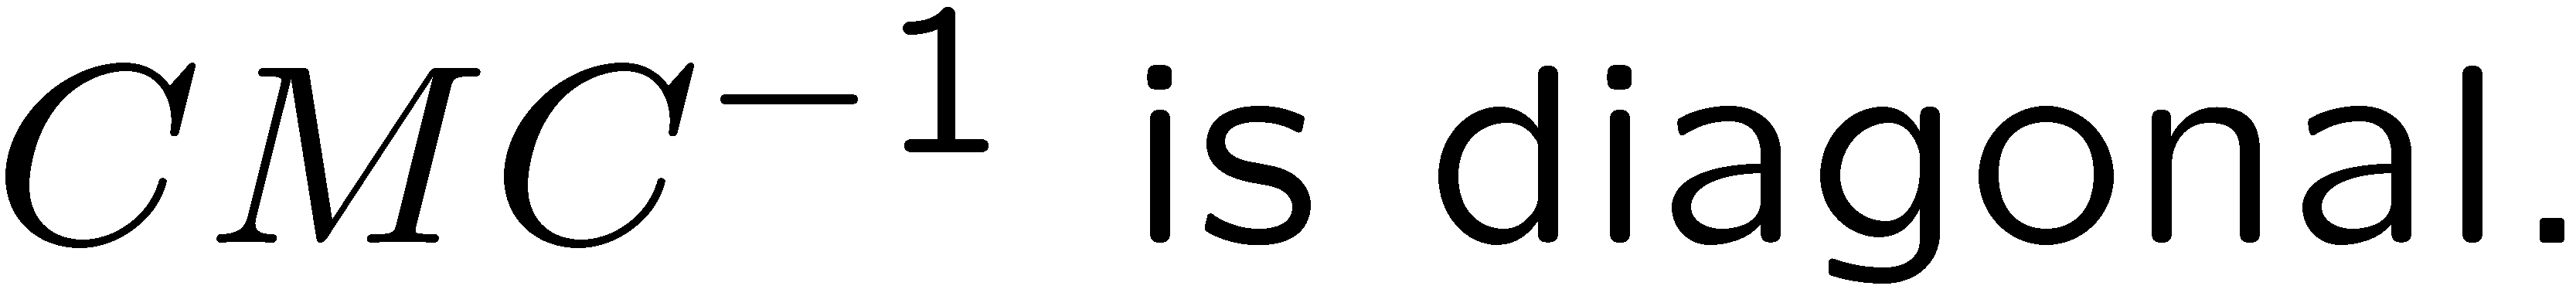 $CMC^{-1}$ is diagonal.